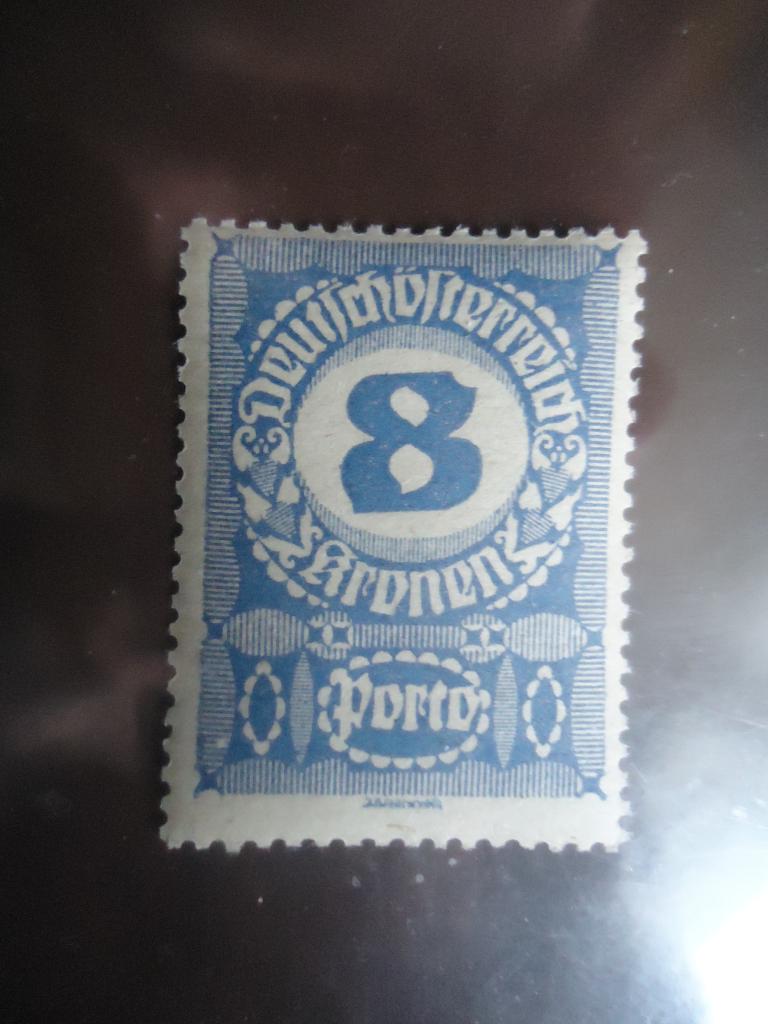 Deutschösterreich
8
Kronen
Porto